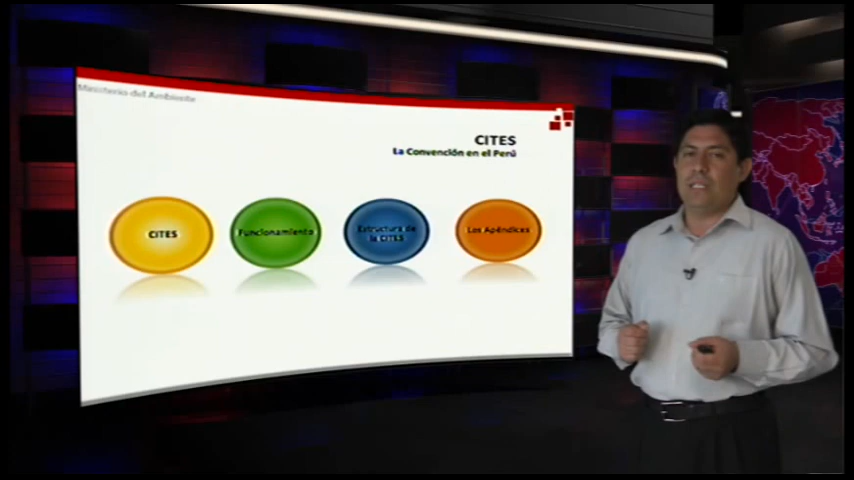 Ministerio del Ambiente
CITES
La Convención en el Perú
CITES
Funcionamiento
Estructura de
la CITES
Los Apéndices